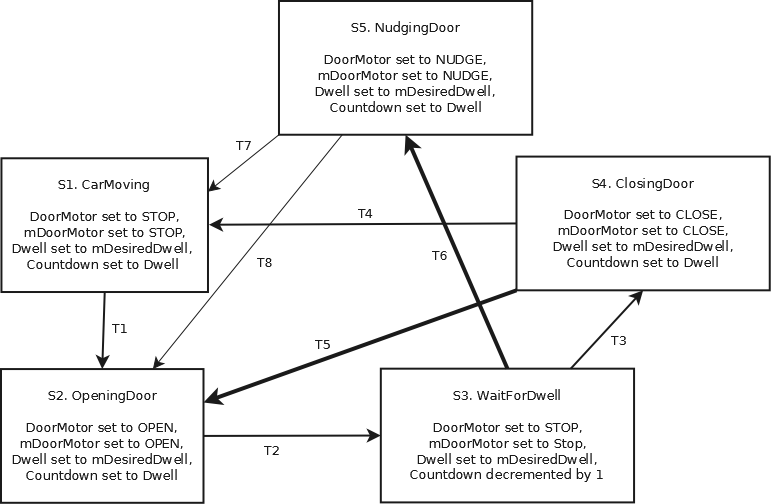 S5. NudgingDoor
DoorMotor set to NUDGE,
mDoorMotor set to NUDGE,
Dwell set to mDesiredDwell,
Countdown set to Dwell
T7
S1. CarMoving
DoorMotor set to STOP,
mDoorMotor set to STOP,
Dwell set to mDesiredDwell,
Countdown set to Dwell
S4. ClosingDoor
DoorMotor set to CLOSE,
mDoorMotor set to CLOSE,
Dwell set to mDesiredDwell,
Countdown set to Dwell
T4
T6
T8
T1
T5
T3
S2. OpeningDoor
DoorMotor set to OPEN,
mDoorMotor set to OPEN,
Dwell set to mDesiredDwell,
Countdown set to Dwell
T2
S3. WaitForDwell
DoorMotor set to STOP,
mDoorMotor set to Stop,
Dwell set to mDesiredDwell,
Countdown decremented by 1